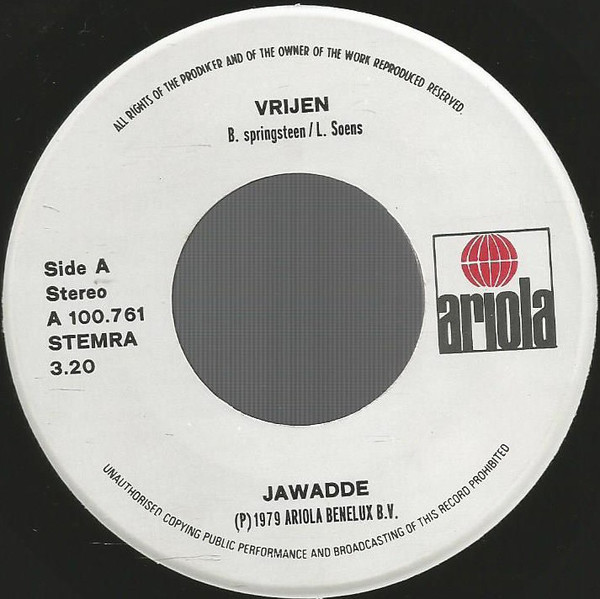 ALL RIGHTS OF THE PRODUKER AND OF THE OWNER OF THE WORK REPRODUCED RESERVED.
VRIJEN
B. springsteen / L. Soens
Side A
Stereo
A 100.761
STEMRA
3.20
ariola
JAWADDE
(P) 1979 ARIOLA BENELUX B.V.
UNAUTHORISED COPYING PUBLIC PERFORMANCE AND BROADCASTING OF THIS RECORD PROHIBITED